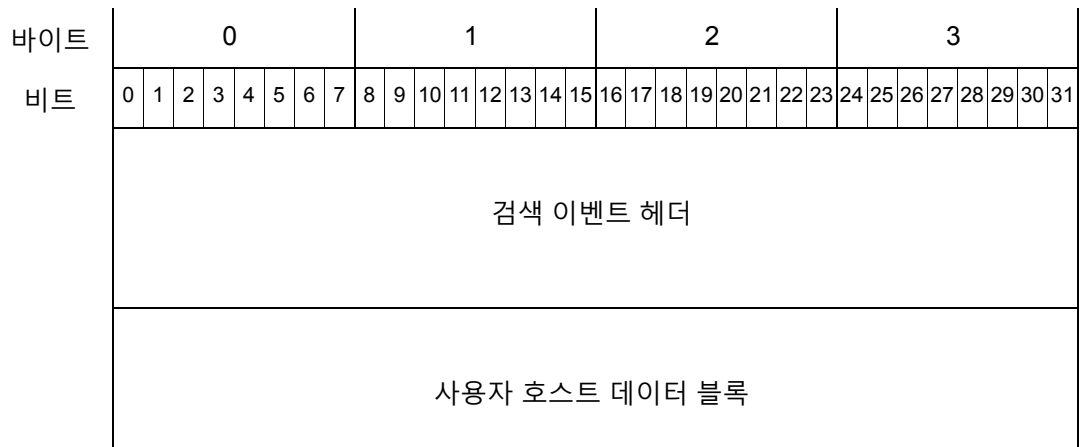 바이트 0 1 2 3
비트 0 1 2 3 4 5 6 7 8 9 10 11 12 13 14 15 16 17 18 19 20 21 22 23 24 25 26 27 28 29 30 31
검색 이벤트 헤더
사용자 호스트 데이터 블록